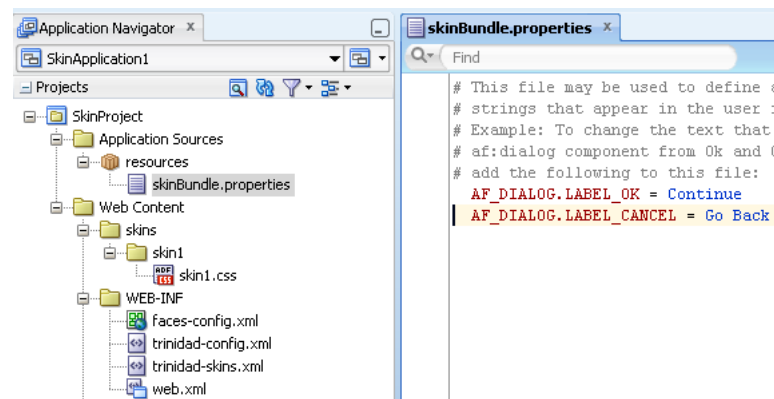 Application Navigator
SkinApplication1
Projects
SkinProject
Application Sources
resources
skinBundle.properties
Web Content
skins
skin1
ADF
CSS
skin1.css
WEB-INF
faces-config.xml
trinidad-config.xml
trinidad-skins.xml
web.xml
skinBundle.properties
Find
# This file may be used to define
# strings that appear in the user
# Example: To change the text that
# af:dialog component from Ok and
# add the following to this file:
AF_DIALOG.LABEL_OK = Continue
AF_DIALOG.LABEL_CANCEL = Go Back